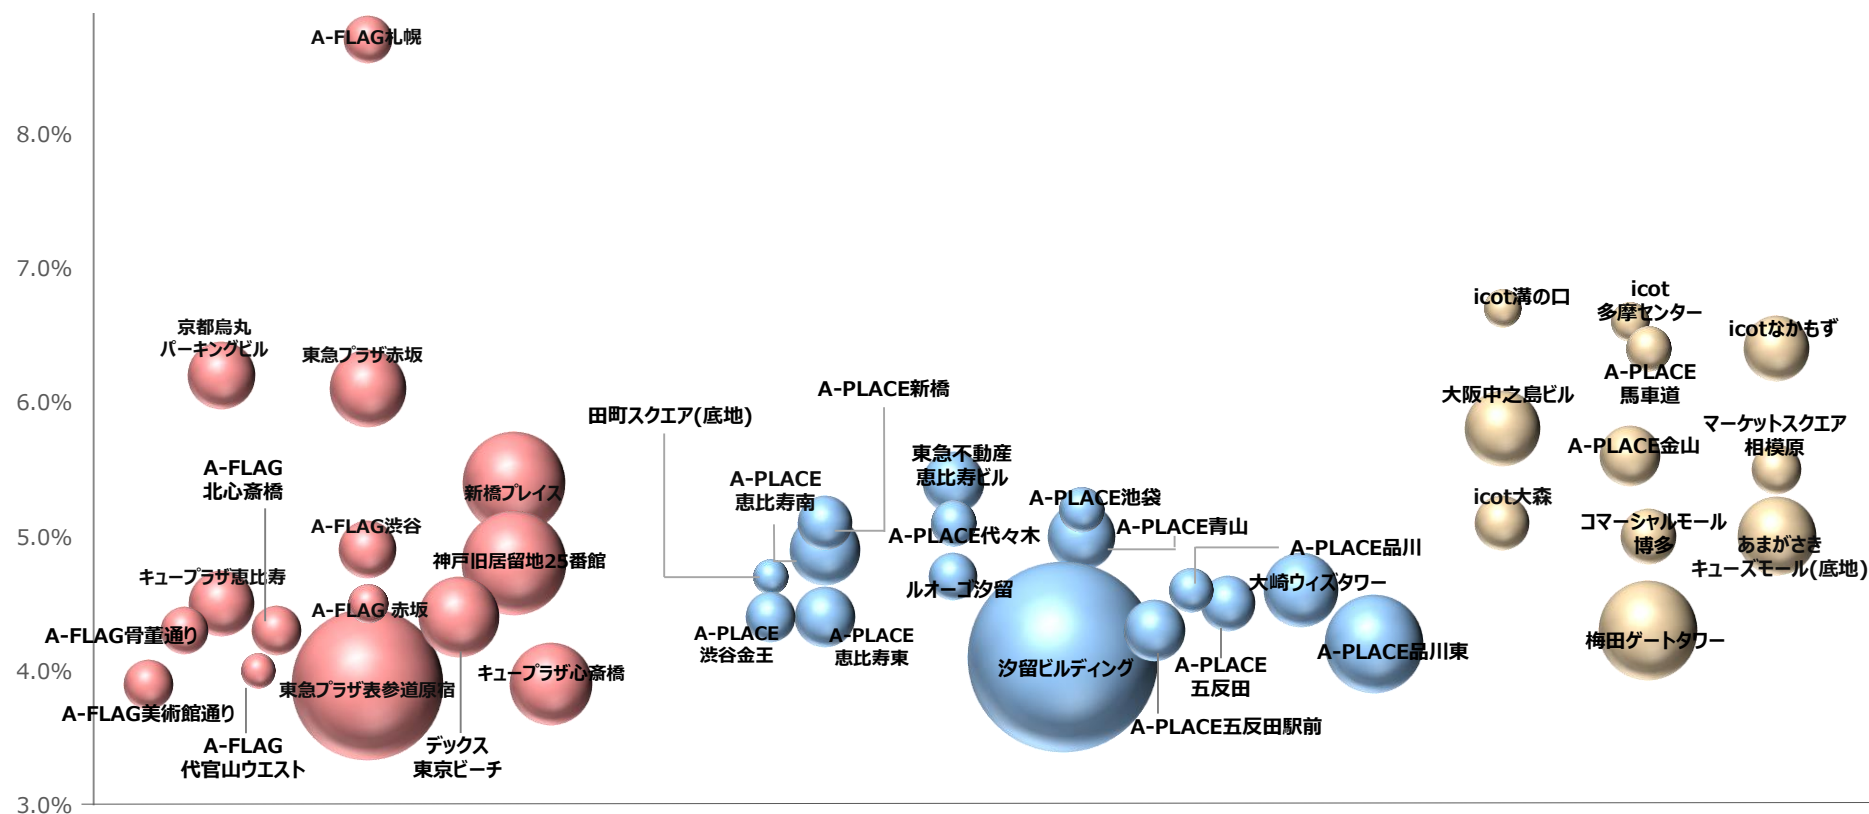 A-FLAG札幌
8.0%
7.0%
6.0%
5.0%
4.0%
3.0%
京都烏丸
パーキングビル
東急プラザ赤坂
A-FLAG
北心斎橋
A-FLAG渋谷
新橋プレイス
神戸旧居留地25番館
キュープラザ恵比寿
A-FLAG 赤坂
A-FLAG骨董通り
東急プラザ表参道原宿
キュープラザ心斎橋
A-FLAG美術館通り
A-FLAG
代官山ウエスト
デックス
東京ビーチ
田町スクエア(底地)
A-PLACE新橋
A-PLACE
恵比寿南
東急不動産
恵比寿ビル
A-PLACE池袋
A-PLACE代々木
A-PLACE青山
A-PLACE品川
ルオーゴ汐留
大崎ウィズタワー
A-PLACE
渋谷金王
A-PLACE
恵比寿東
汐留ビルディング
A-PLACE
五反田
A-PLACE品川東
A-PLACE五反田駅前
icot溝の口
icot
多摩センター
icotなかもず
A-PLACE
馬車道
大阪中之島ビル
A-PLACE金山
マーケットスクエア
相模原
icot大森
コマーシャルモール
博多
あまがさき
キューズモール(底地)
梅田ゲートタワー